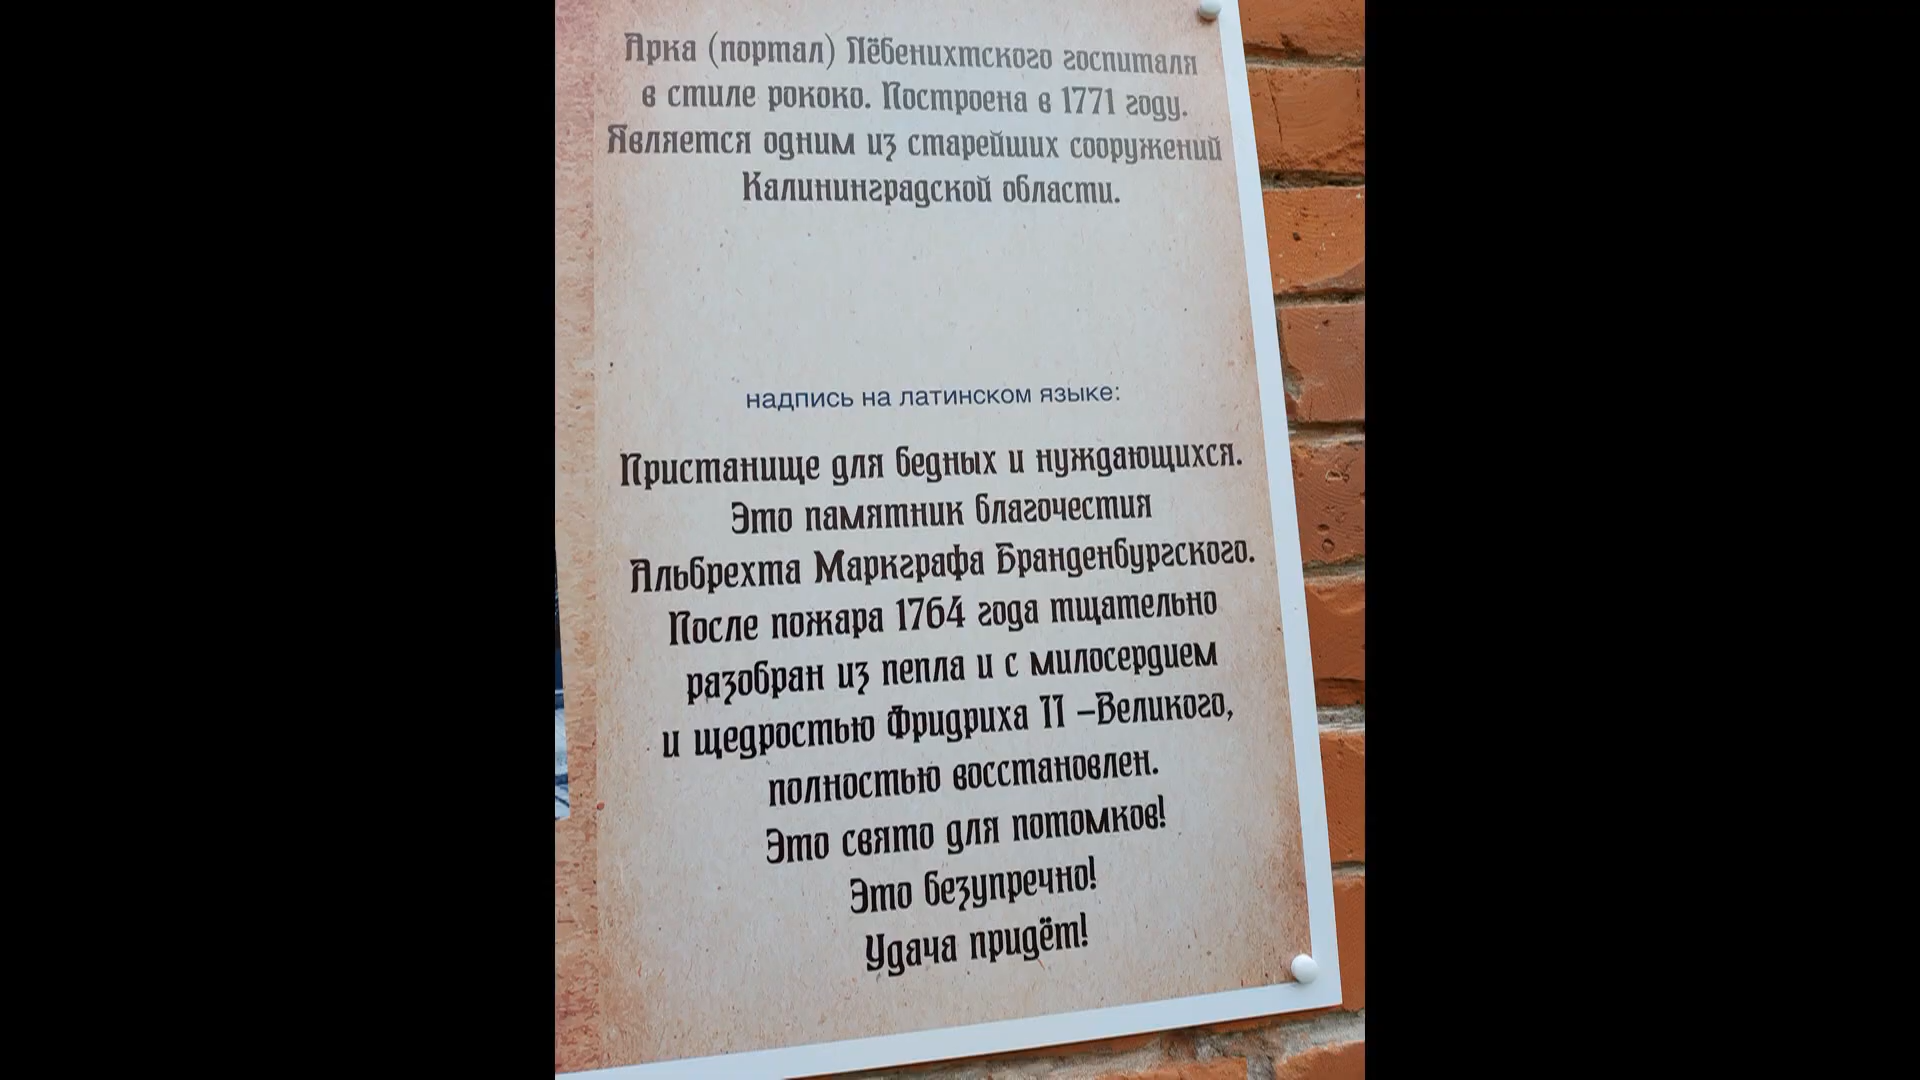 Арка (портал) Лёбенихтского госпиталя
в стиле рококо. Построена в 1771 году.
Является одним из старейших сооружений
Калининградской области.
надпись на латинском языке:
Пристанище для бедных и нуждающихся.
Это памятник благочестия
Альбрехта Маркграфа Бранденбургского.
После пожара 1764 года тщательно
разобран из пепла и с милосердием
и щедростью Фридриха II –Великого,
полностью восстановлен.
Это свято для потомков!
Это безупречно!
Удача придёт!